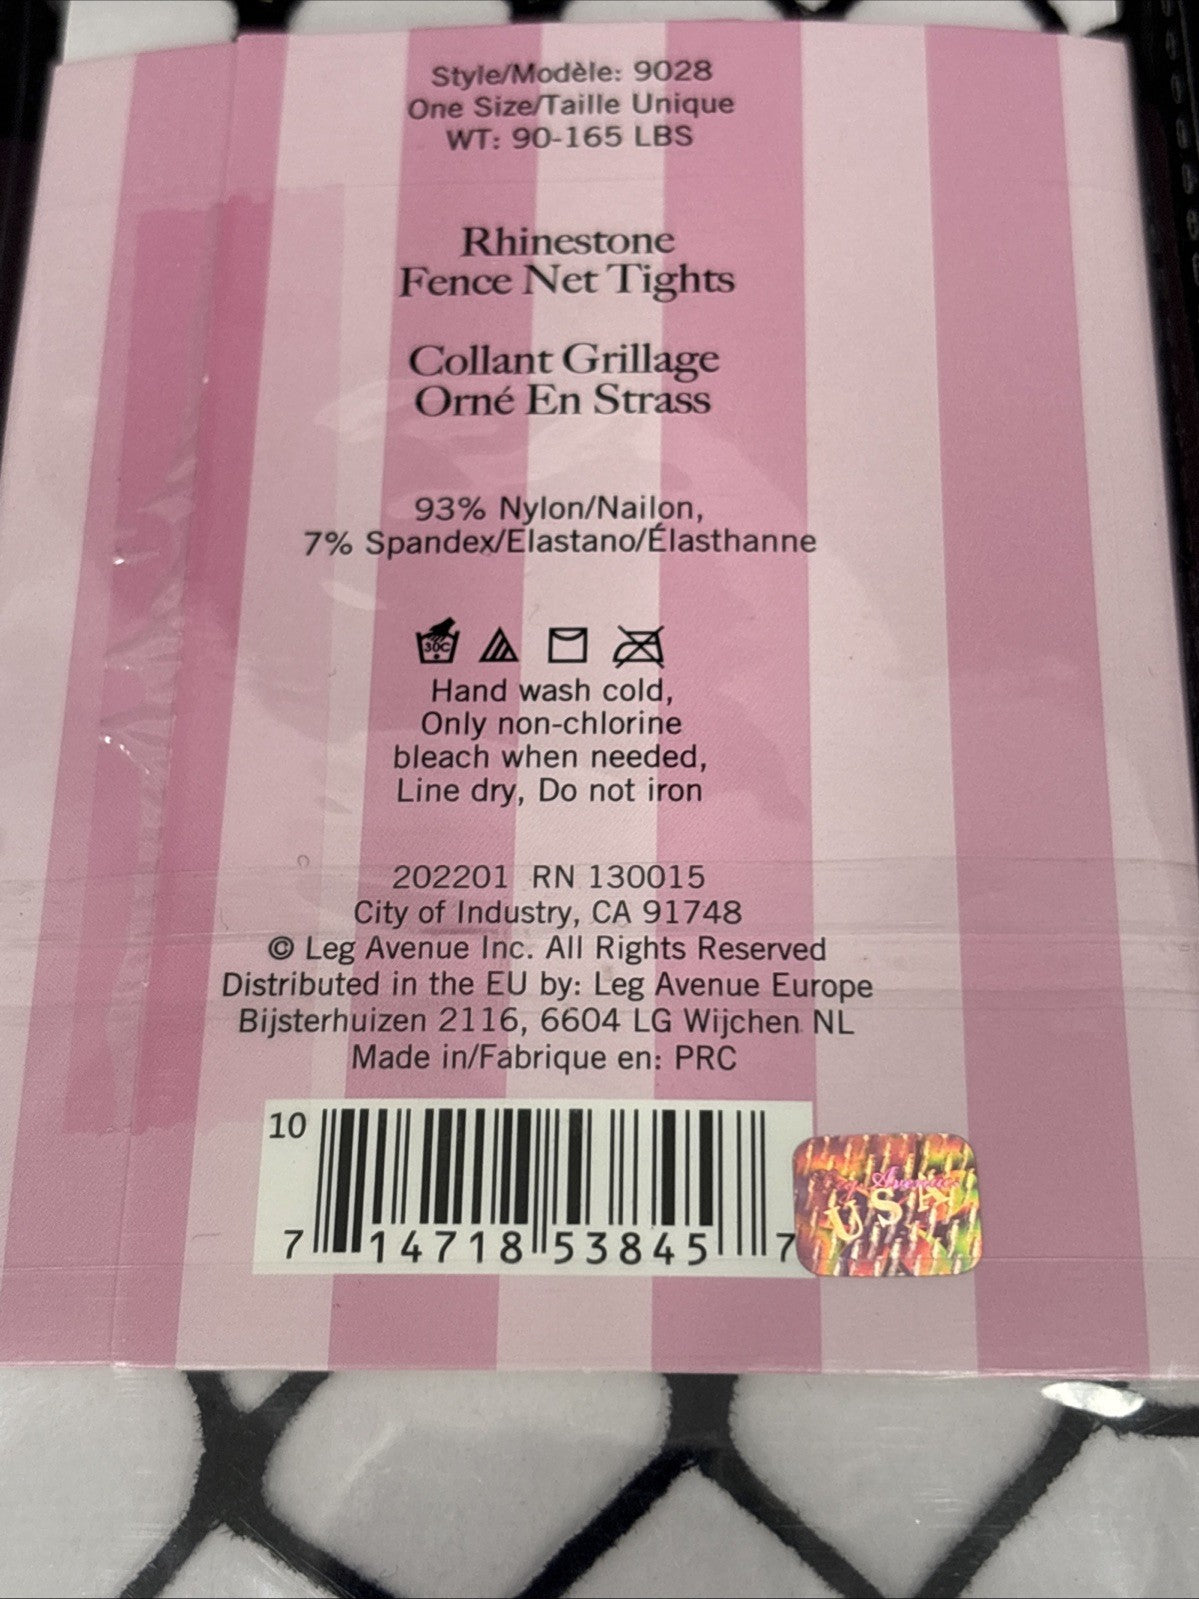 Style/Modèle: 9028
One Size/Taille Unique
WT: 90-165 LBS
Rhinestone
Fence Net Tights
Collant Grillage
Orné En Strass
93% Nylon/Nailon,
7% Spandex/Elastano/Élasthanne
30C
Hand wash cold,
Only non-chlorine
bleach when needed,
Line dry, Do not iron
202201 RN 130015
City of Industry, CA 91748
© Leg Avenue Inc. All Rights Reserved
Distributed in the EU by: Leg Avenue Europe
Bijsterhuizen 2116, 6604 LG Wijchen NL
Made in/Fabrique en: PRC
10
7 14718 53845 7
Leg Avenue
USA